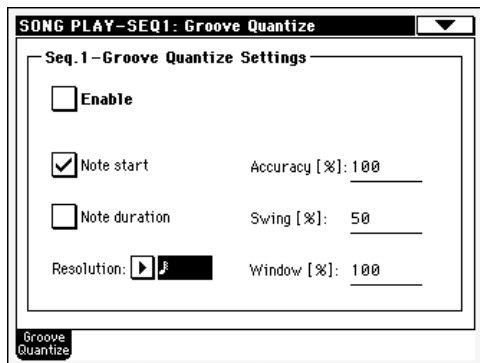 SONG PLAY-SEQ1: Groove Quantize
Seq.1-Groove Quantize Settings
Enable
Note start
Accuracy [%]: 100
Note duration
Swing [%]: 50
Resolution:
Window [%]: 100
Groove
Quantize